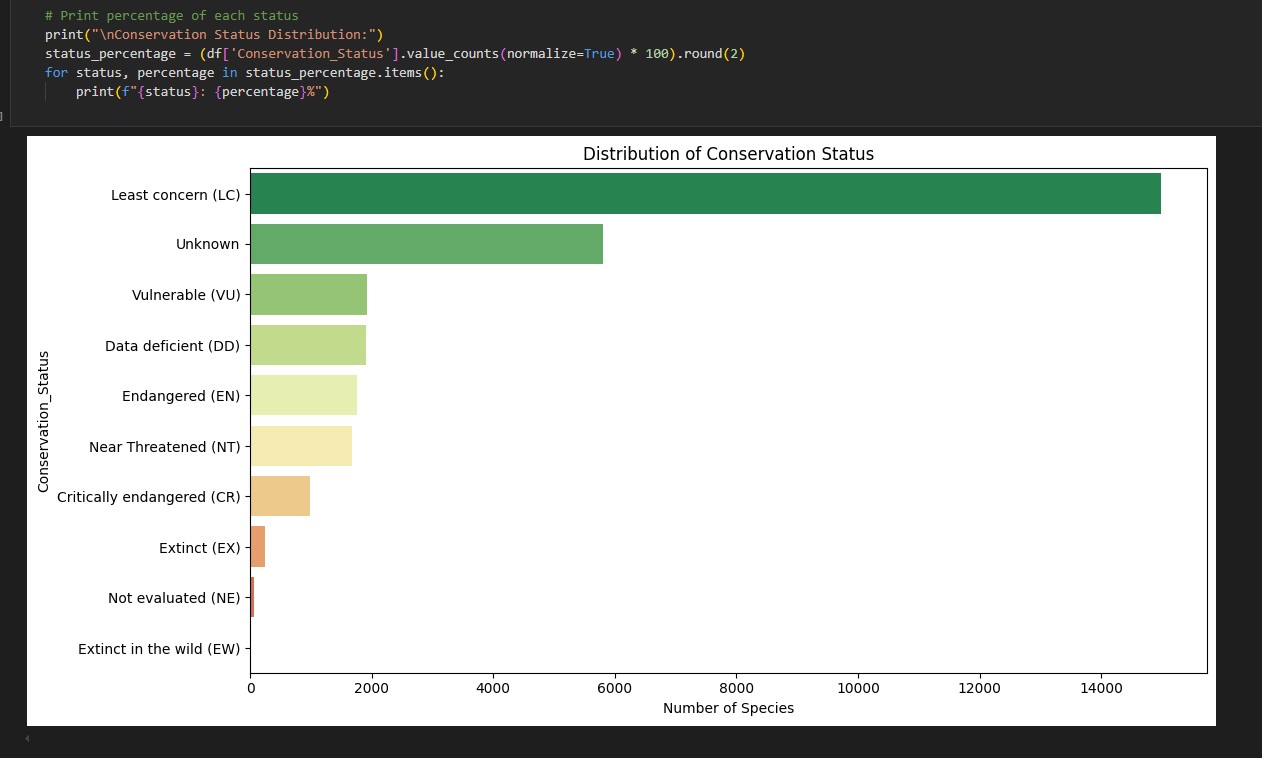 # Print percentage of each status
print("\nConservation Status Distribution:")
status_percentage = (df['Conservation_Status'].value_counts(normalize=True) * 100).round(2)
for status, percentage in status_percentage.items():
    print(f"{status}: {percentage}%")
]
Distribution of Conservation Status
Least concern (LC)
Unknown
Vulnerable (VU)
Data deficient (DD)
Endangered (EN)
Near Threatened (NT)
Critically endangered (CR)
Extinct (EX)
Not evaluated (NE)
Extinct in the wild (EW)
Conservation_Status
0 2000 4000 6000 8000 10000 12000 14000
Number of Species